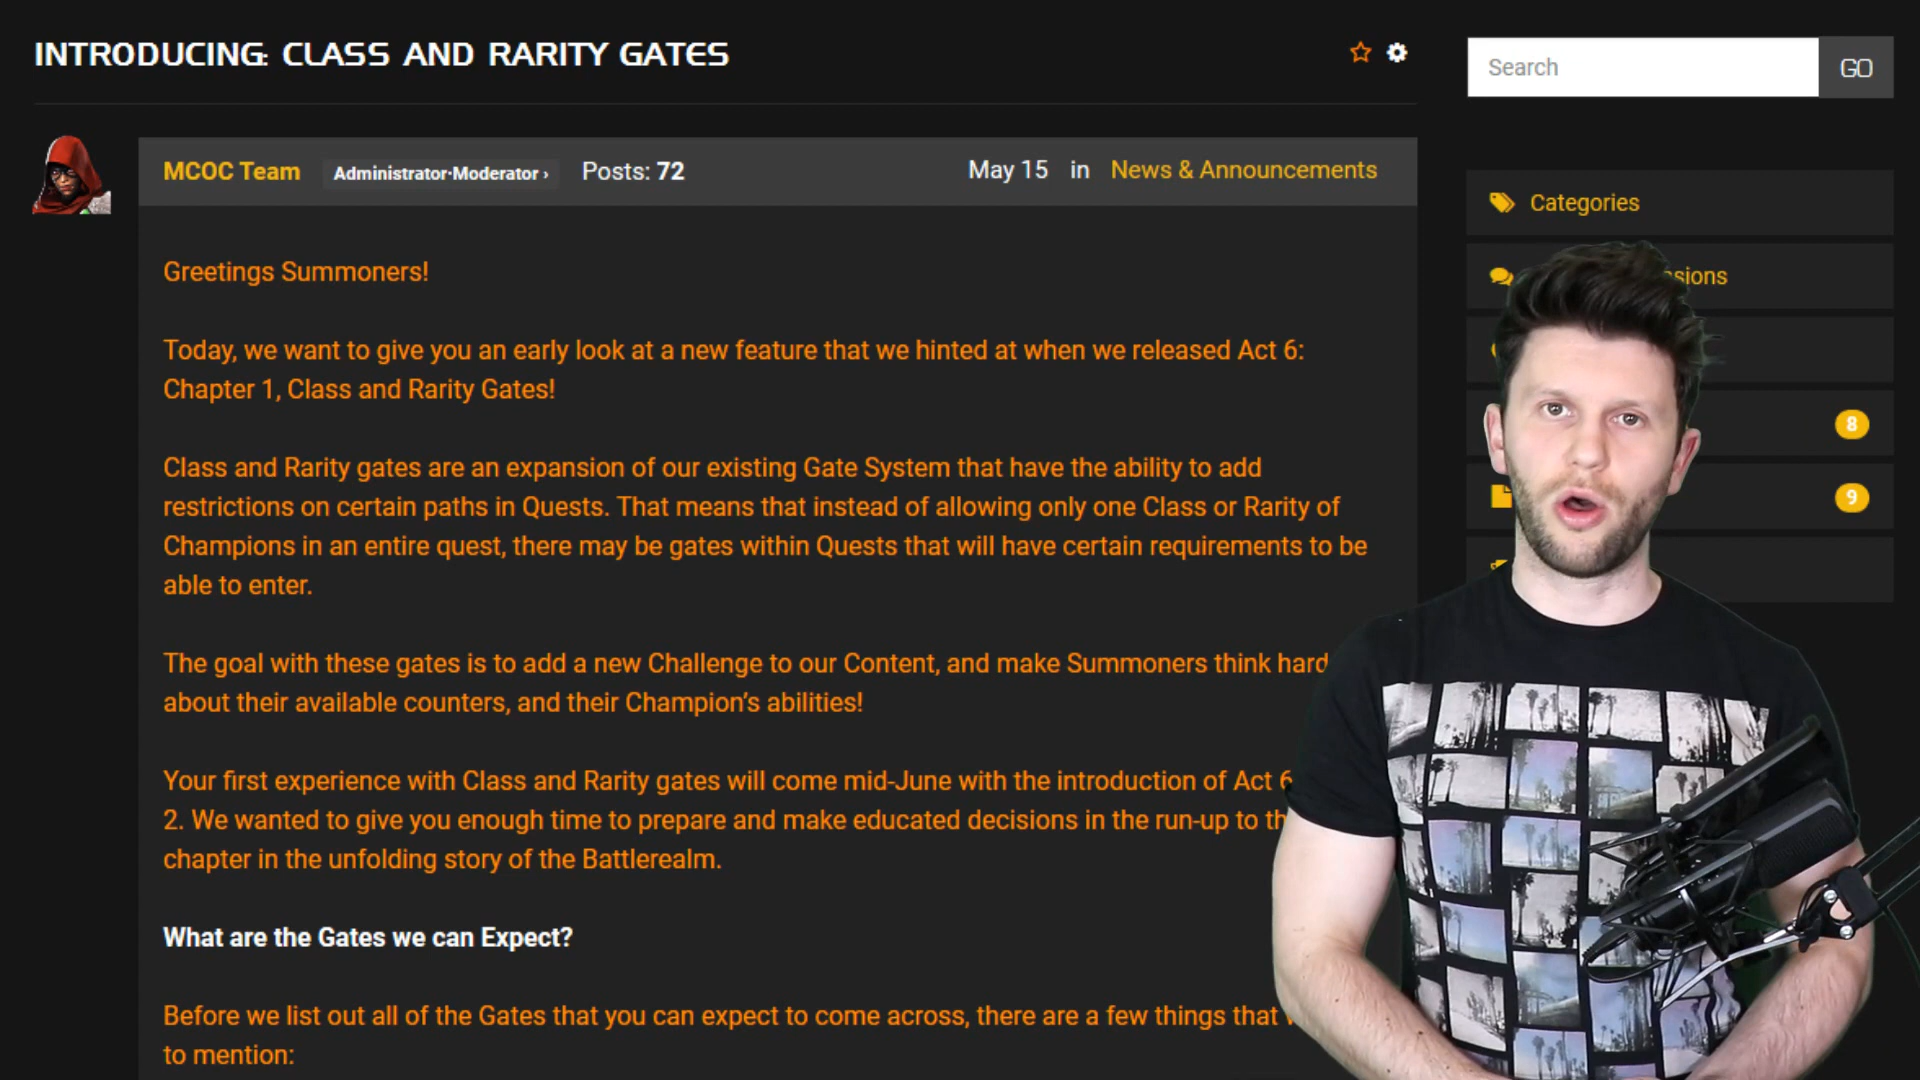 INTRODUCING: CLASS AND RARITY GATES
Search
GO
MCOC Team
Administrator·Moderator ›
Posts: 72
May 15 in News & Announcements
Categories
8
9
Greetings Summoners!
Today, we want to give you an early look at a new feature that we hinted at when we released Act 6:
Chapter 1, Class and Rarity Gates!
Class and Rarity gates are an expansion of our existing Gate System that have the ability to add
restrictions on certain paths in Quests. That means that instead of allowing only one Class or Rarity of
Champions in an entire quest, there may be gates within Quests that will have certain requirements to be
able to enter.
The goal with these gates is to add a new Challenge to our Content, and make Summoners think hard
about their available counters, and their Champion's abilities!
Your first experience with Class and Rarity gates will come mid-June with the introduction of Act 6
2. We wanted to give you enough time to prepare and make educated decisions in the run-up to
chapter in the unfolding story of the Battlerealm.
What are the Gates we can Expect?
Before we list out all of the Gates that you can expect to come across, there are a few things that
to mention: